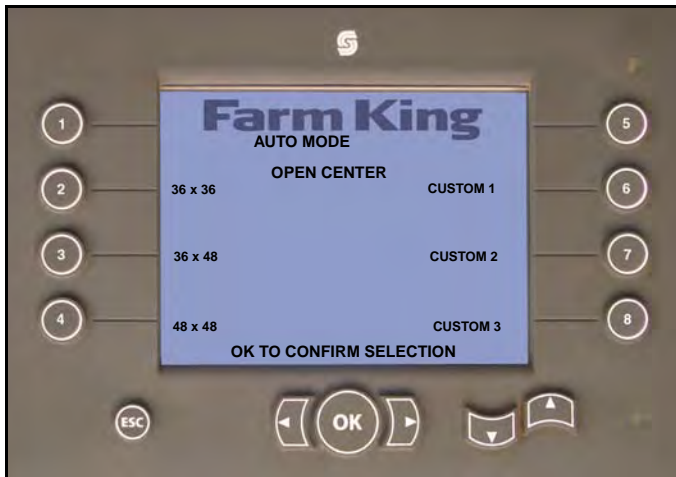 Farm King
AUTO MODE
OPEN CENTER
1
5
2
36 x 36
CUSTOM 1
6
3
36 x 48
CUSTOM 2
7
4
48 x 48
CUSTOM 3
8
OK TO CONFIRM SELECTION
ESC
OK